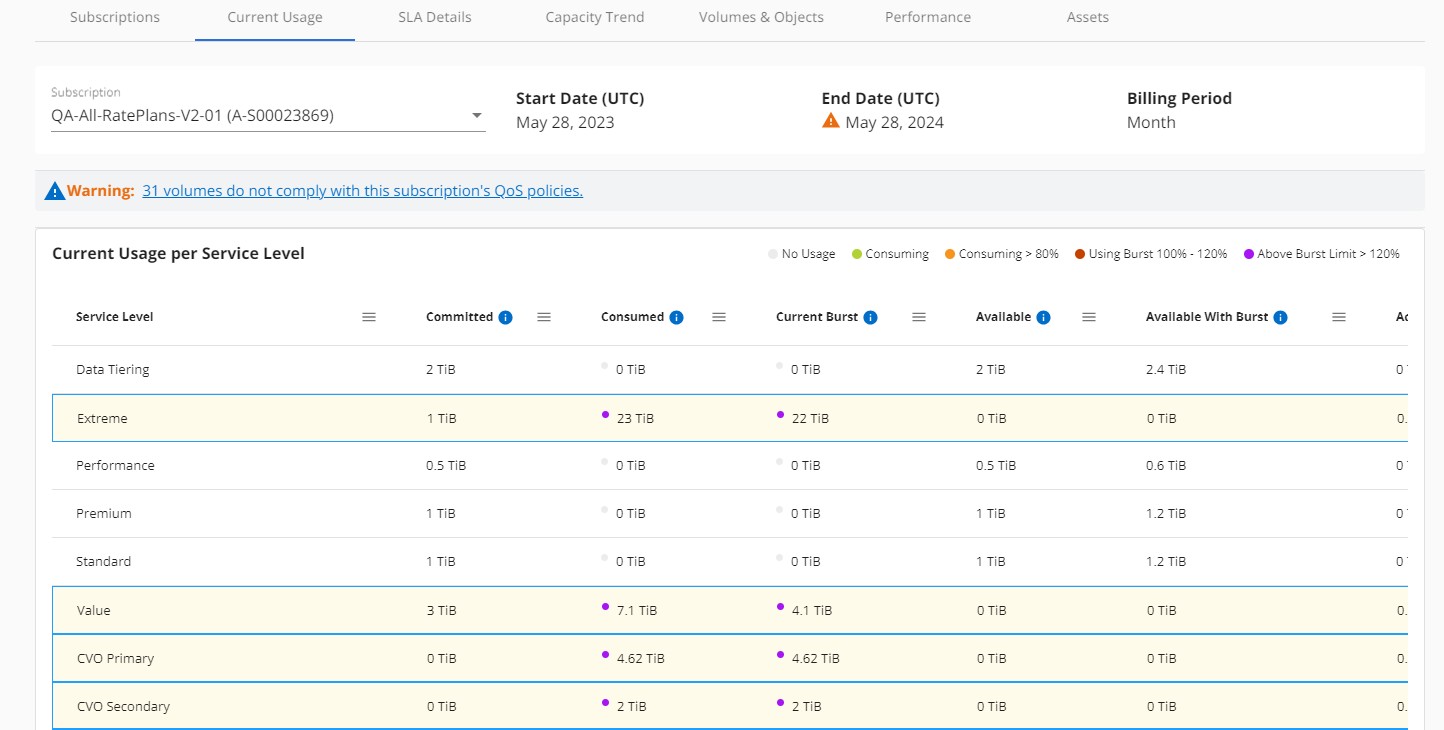 Subscriptions Current Usage SLA Details Capacity Trend Volumes & Objects Performance Assets
Subscription
QA-All-RatePlans-V2-01 (A-S00023869)
Start Date (UTC)
May 28, 2023
End Date (UTC)
May 28, 2024
Billing Period
Month
Warning: 31 volumes do not comply with this subscription's QoS policies.
Current Usage per Service Level
No Usage Consuming Consuming > 80% Using Burst 100% - 120% Above Burst Limit > 120%
Service Level Committed Consumed Current Burst Available Available With Burst Ac
Data Tiering 2 TiB 0 TiB 0 TiB 2 TiB 2.4 TiB 0
Extreme 1 TiB 23 TiB 22 TiB 0 TiB 0 TiB 0.
Performance 0.5 TiB 0 TiB 0 TiB 0.5 TiB 0.6 TiB 0
Premium 1 TiB 0 TiB 0 TiB 1 TiB 1.2 TiB 0
Standard 1 TiB 0 TiB 0 TiB 1 TiB 1.2 TiB 0
Value 3 TiB 7.1 TiB 4.1 TiB 0 TiB 0 TiB 0.
CVO Primary 0 TiB 4.62 TiB 4.62 TiB 0 TiB 0 TiB 0.
CVO Secondary 0 TiB 2 TiB 2 TiB 0 TiB 0 TiB 0.